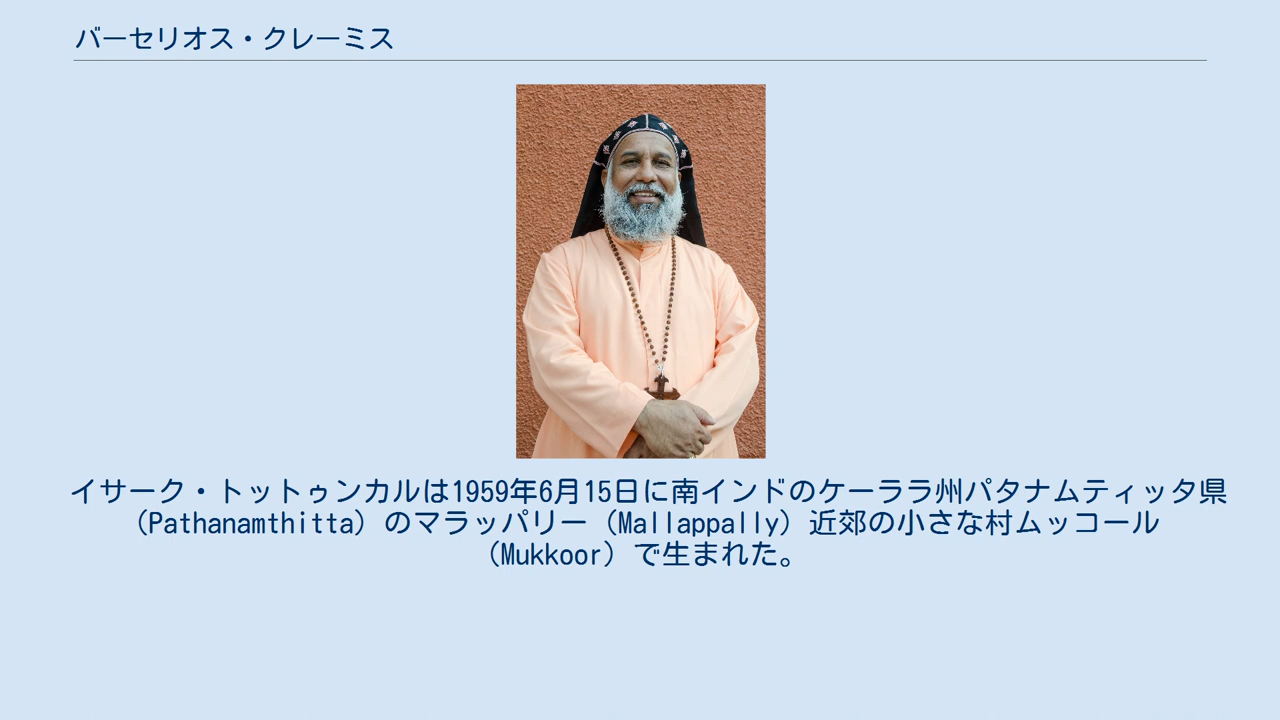 バーセリオス・クレーミス
イサーク・トットゥンカルは1959年6月15日に南インドのケーララ州パタナムティッタ県
（Pathanamthitta）のマラッパリー（Mallappally）近郊の小さな村ムッコール
（Mukkoor）で生まれた。